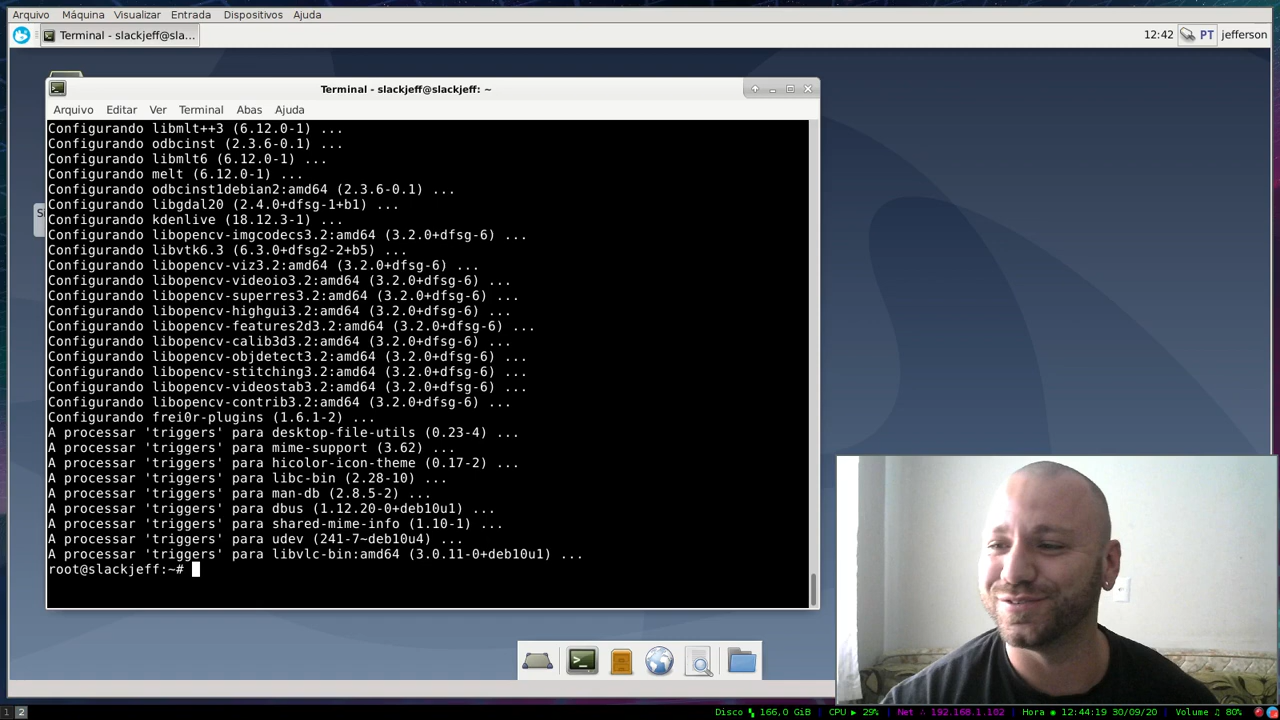 Arquivo Máquina Visualizar Entrada Dispositivos Ajuda
Terminal - slackjeff@sla... 12:42 PT jefferson
Terminal - slackjeff@slackjeff: ~
Arquivo Editar Ver Terminal Abas Ajuda
Configurando libmlt++3 (6.12.0-1) ...
Configurando odbcinst (2.3.6-0.1) ...
Configurando libmlt6 (6.12.0-1) ...
Configurando melt (6.12.0-1) ...
Configurando odbcinst1debian2:amd64 (2.3.6-0.1) ...
Configurando libgdal20 (2.4.0+dfsg-1+b1) ...
Configurando kdenlive (18.12.3-1) ...
Configurando libopencv-imgcodecs3.2:amd64 (3.2.0+dfsg-6) ...
Configurando libvtk6.3 (6.3.0+dfsg2-2+b5) ...
Configurando libopencv-viz3.2:amd64 (3.2.0+dfsg-6) ...
Configurando libopencv-videoio3.2:amd64 (3.2.0+dfsg-6) ...
Configurando libopencv-superres3.2:amd64 (3.2.0+dfsg-6) ...
Configurando libopencv-highgui3.2:amd64 (3.2.0+dfsg-6) ...
Configurando libopencv-features2d3.2:amd64 (3.2.0+dfsg-6) ...
Configurando libopencv-calib3d3.2:amd64 (3.2.0+dfsg-6) ...
Configurando libopencv-objdetect3.2:amd64 (3.2.0+dfsg-6) ...
Configurando libopencv-stitching3.2:amd64 (3.2.0+dfsg-6) ...
Configurando libopencv-videostab3.2:amd64 (3.2.0+dfsg-6) ...
Configurando libopencv-contrib3.2:amd64 (3.2.0+dfsg-6) ...
Configurando frei0r-plugins (1.6.1-2) ...
A processar 'triggers' para desktop-file-utils (0.23-4) ...
A processar 'triggers' para mime-support (3.62) ...
A processar 'triggers' para hicolor-icon-theme (0.17-2) ...
A processar 'triggers' para libc-bin (2.28-10) ...
A processar 'triggers' para man-db (2.8.5-2) ...
A processar 'triggers' para dbus (1.12.20-0+deb10u1) ...
A processar 'triggers' para shared-mime-info (1.10-1) ...
A processar 'triggers' para udev (241-7~deb10u4) ...
A processar 'triggers' para libvlc-bin:amd64 (3.0.11-0+deb10u1) ...
root@slackjeff:~#
1 2 Disco 166,0 GiB | CPU 29% | Net 192.168.1.102 | Hora 12:44:19 30/09/20 | Volume ♫ 80%